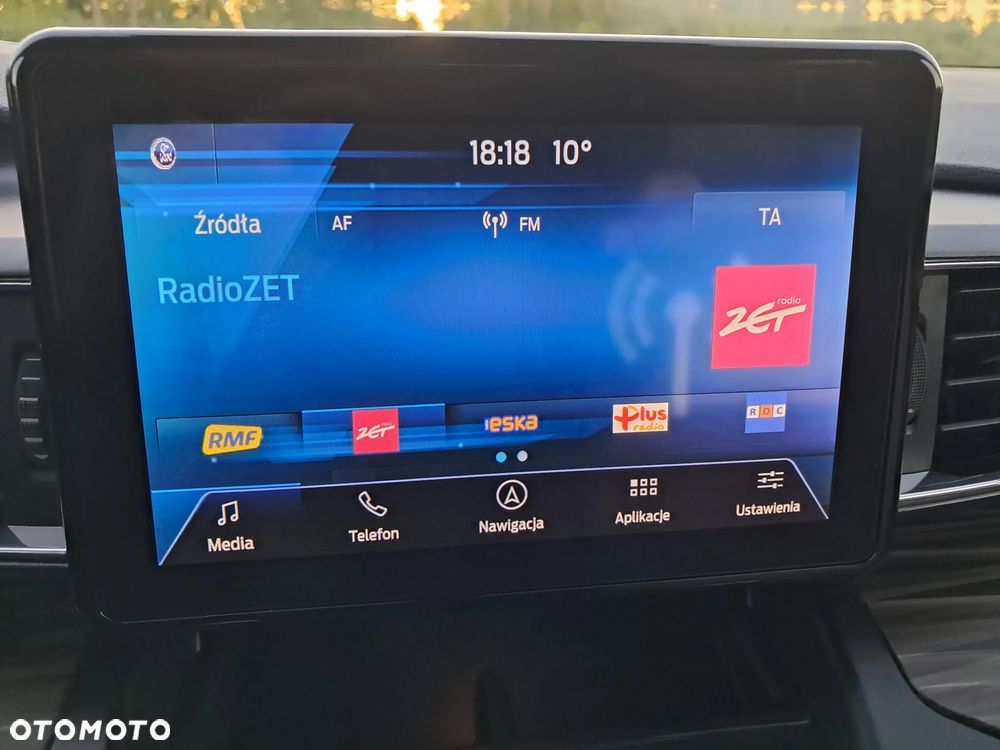 18:18 10°
Źródła AF FM TA
RadioZET
radio
ZET
RMF radio ZET eska Plus radio RDC
Media Telefon Nawigacja Aplikacje Ustawienia
OTOMOTO